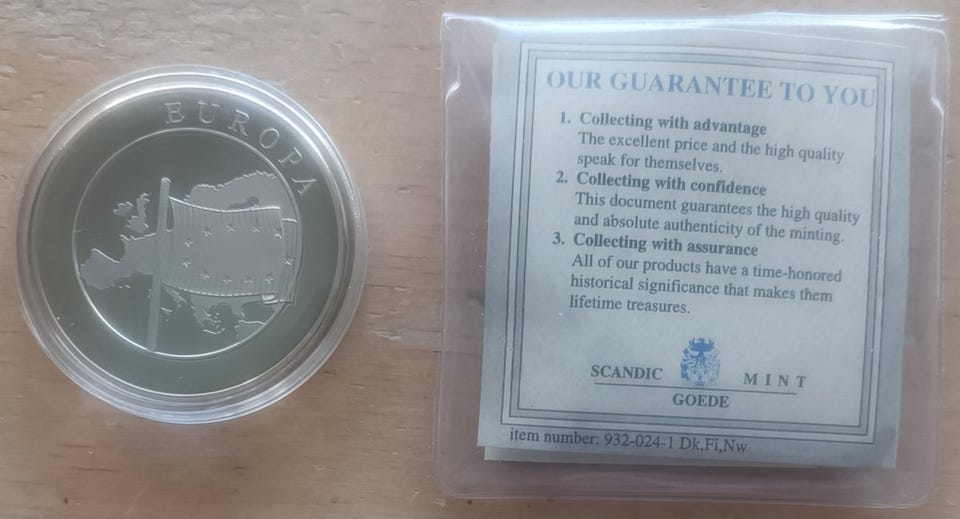 EUROPA
OUR GUARANTEE TO YOU
1. Collecting with advantage
The excellent price and the high quality
speak for themselves.
2. Collecting with confidence
This document guarantees the high quality
and absolute authenticity of the minting.
3. Collecting with assurance
All of our products have a time-honored
historical significance that makes them
lifetime treasures.
SCANDIC MINT
GOEDE
item number: 932-024-1 Dk,Fi,Nw